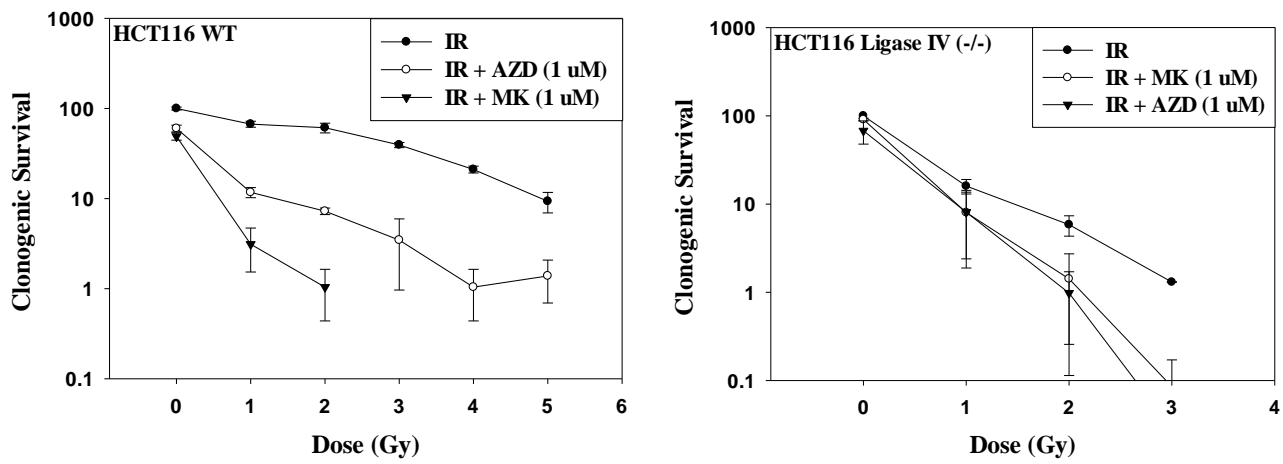 HCT116 WT
IR
IR + AZD (1 uM)
IR + MK (1 uM)
Clonogenic Survival
1000
100
10
1
0.1
0 1 2 3 4 5 6
Dose (Gy)
HCT116 Ligase IV (-/-)
IR
IR + MK (1 uM)
IR + AZD (1 uM)
Clonogenic Survival
1000
100
10
1
0.1
0 1 2 3 4
Dose (Gy)